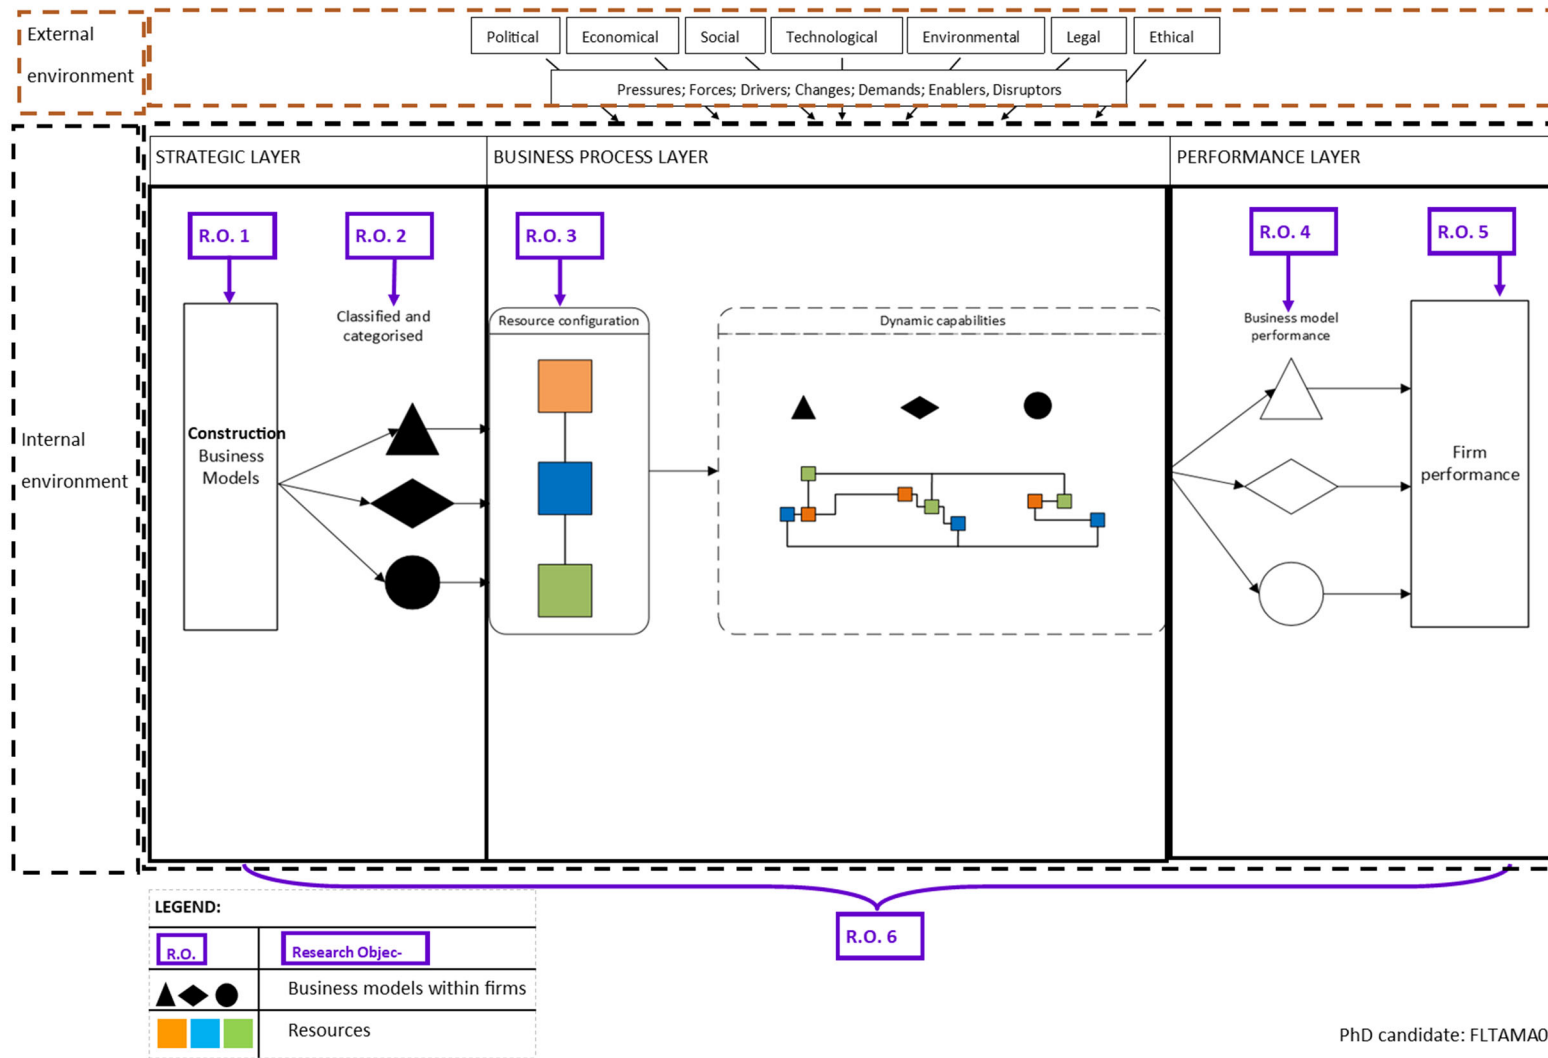 External
environment
Political
Economical
Social
Technological
Environmental
Legal
Ethical
Pressures; Forces; Drivers; Changes; Demands; Enablers, Disruptors
Internal
environment
STRATEGIC LAYER
BUSINESS PROCESS LAYER
PERFORMANCE LAYER
R.O. 1
R.O. 2
R.O. 3
R.O. 4
R.O. 5
Classified and
categorised
Construction
Business
Models
Resource configuration
Dynamic capabilities
Business model
performance
Firm
performance
R.O. 6
LEGEND:
R.O.
Research Objec-
Business models within firms
Resources
PhD candidate: FLTAMA0